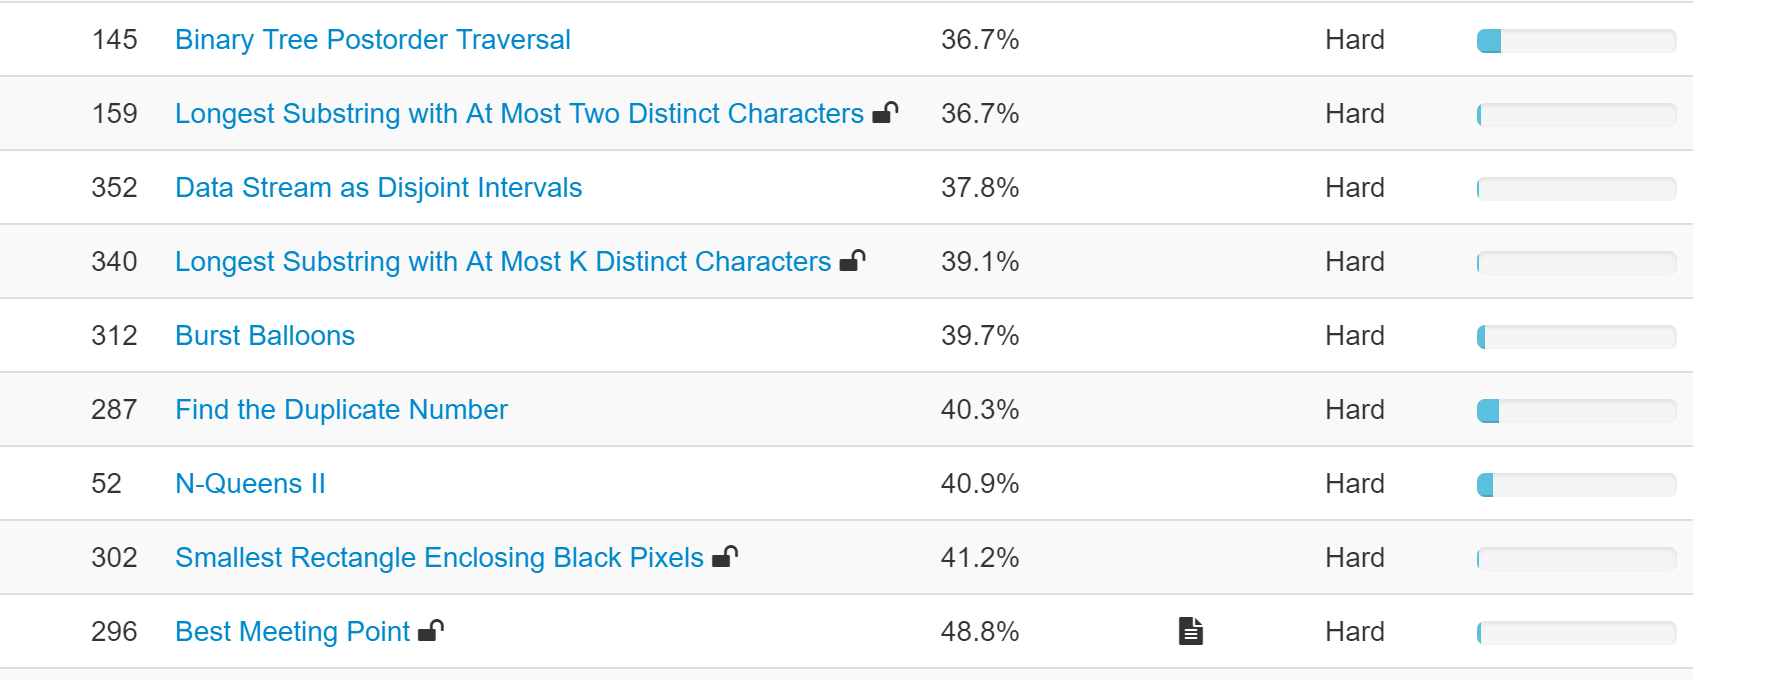 145 Binary Tree Postorder Traversal 36.7% Hard
159 Longest Substring with At Most Two Distinct Characters 36.7% Hard
352 Data Stream as Disjoint Intervals 37.8% Hard
340 Longest Substring with At Most K Distinct Characters 39.1% Hard
312 Burst Balloons 39.7% Hard
287 Find the Duplicate Number 40.3% Hard
52 N-Queens II 40.9% Hard
302 Smallest Rectangle Enclosing Black Pixels 41.2% Hard
296 Best Meeting Point 48.8% Hard